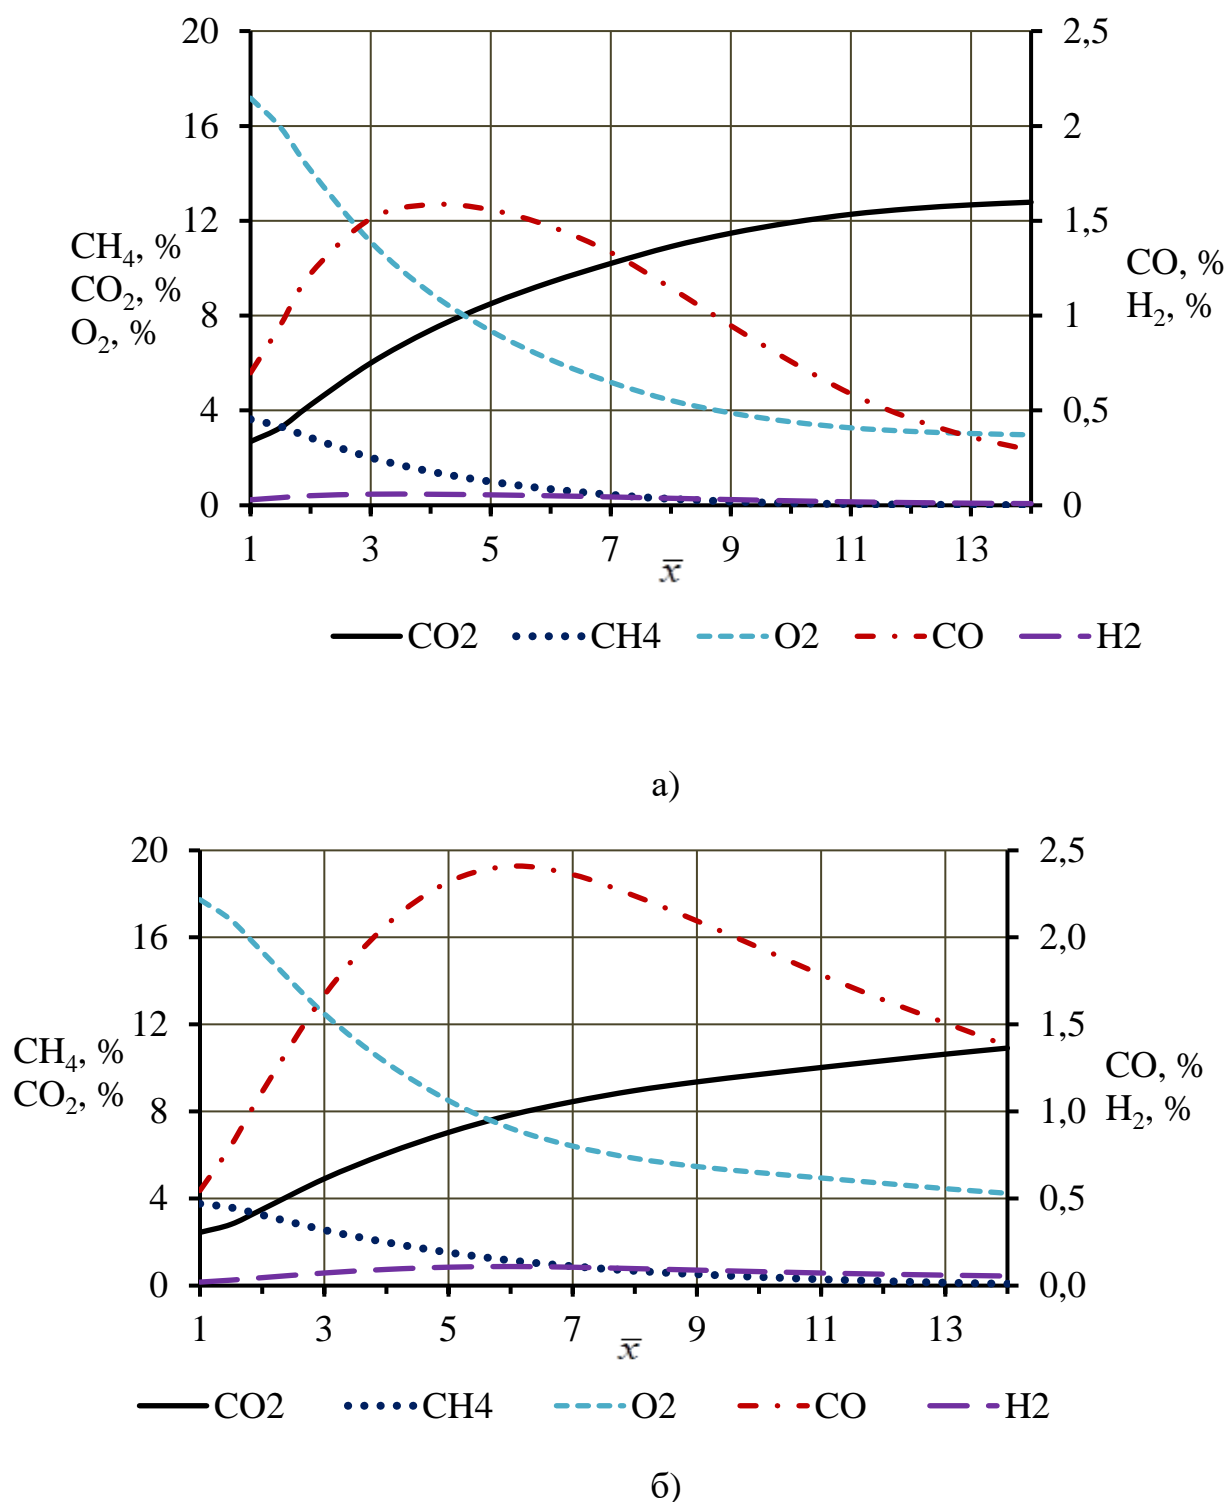 20
16
12
8
4
0
CH₄, %
CO₂, %
O₂, %
2,5
2
1,5
1
0,5
0
CO, %
H₂, %
1 3 5 7 9 11 13
x̅
CO2 CH4 O2 CO H2
а)
20
16
12
8
4
0
CH₄, %
CO₂, %
2,5
2,0
1,5
1,0
0,5
0,0
CO, %
H₂, %
1 3 5 7 9 11 13
x̅
CO2 CH4 O2 CO H2
б)